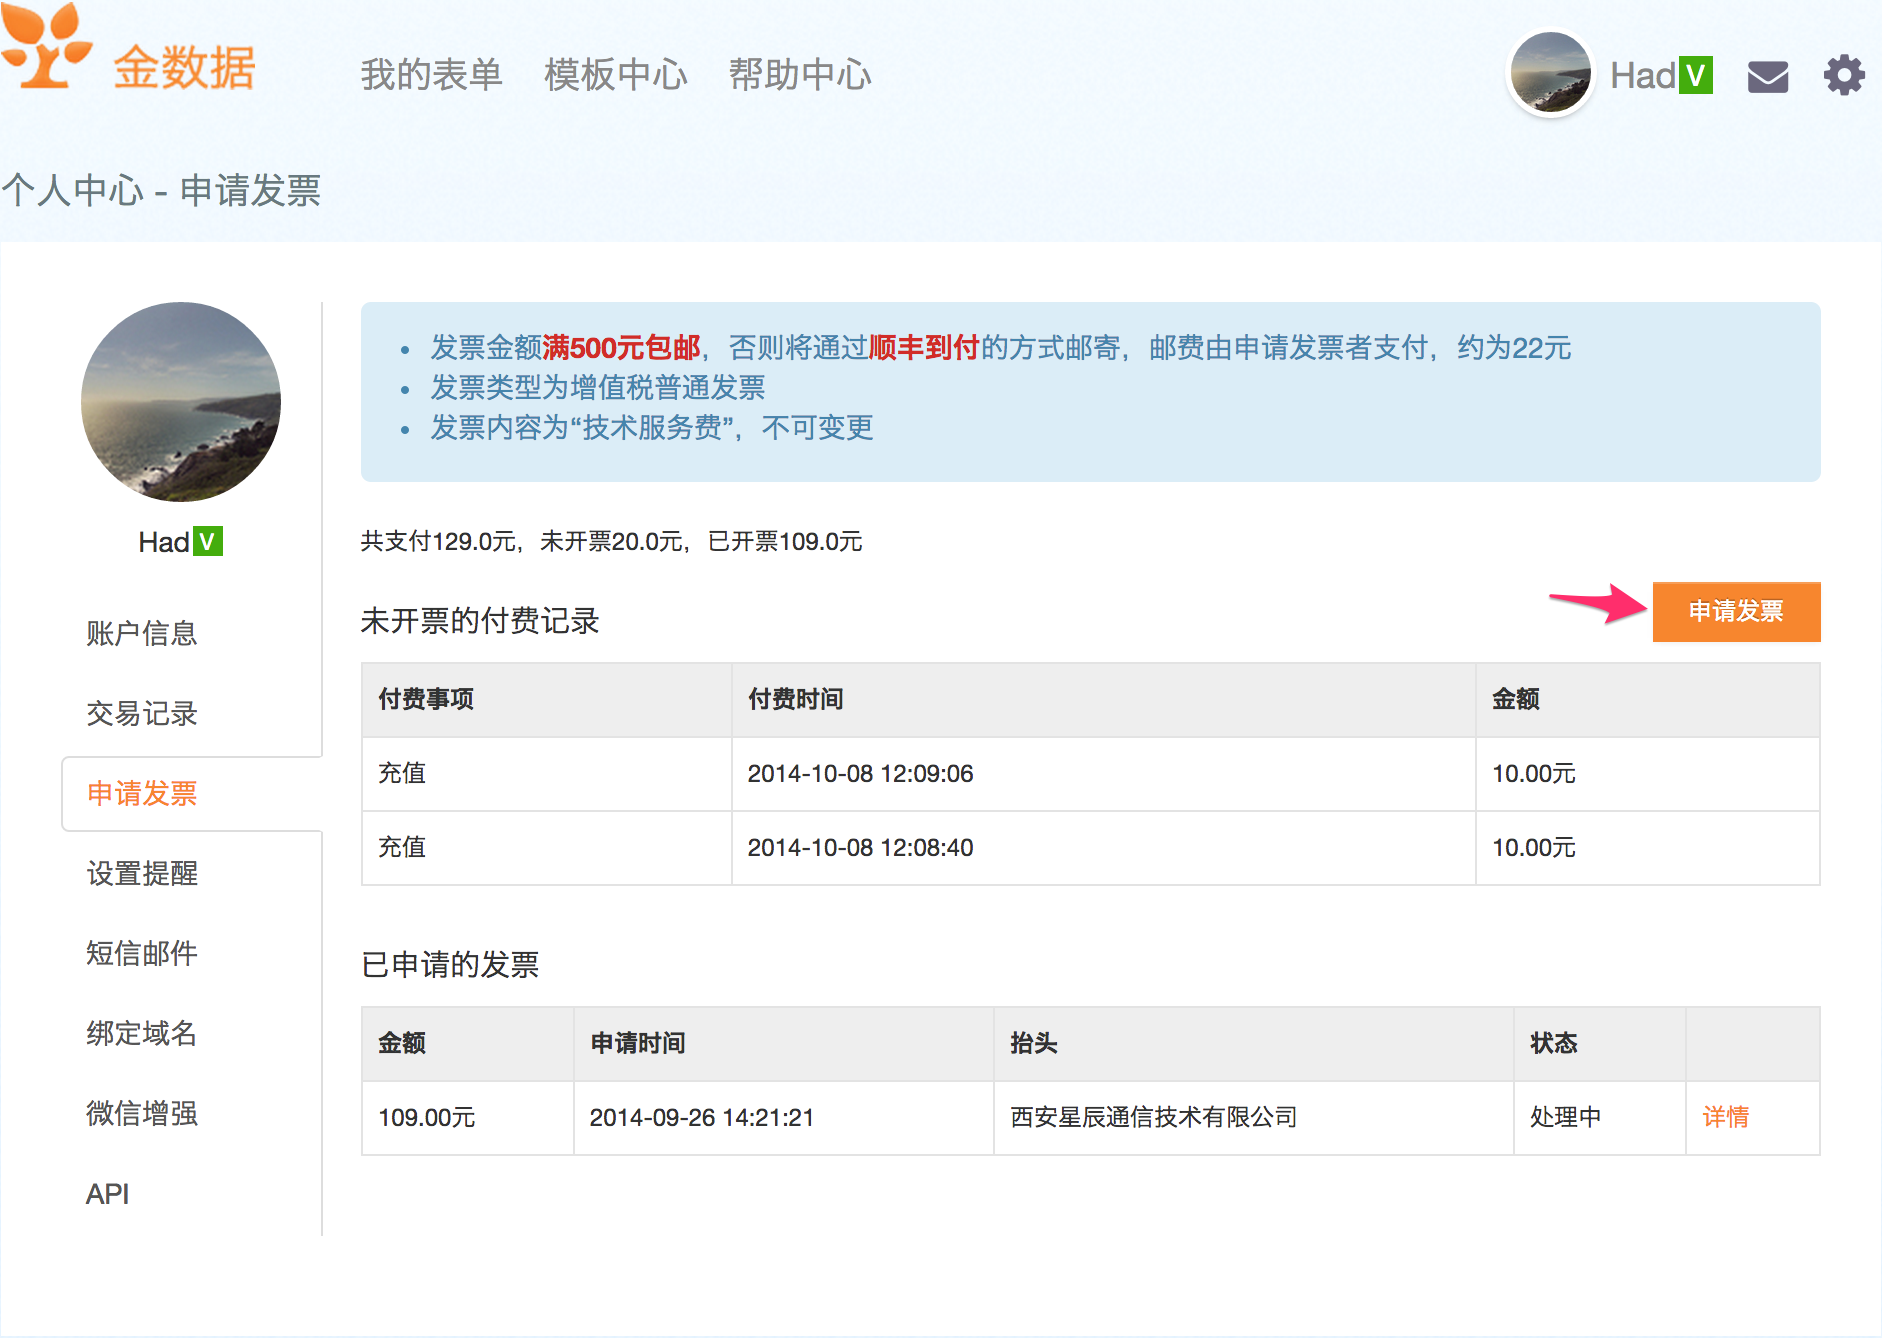 金数据 我的表单 模板中心 帮助中心 Had V
个人中心 - 申请发票
发票金额满500元包邮，否则将通过顺丰到付的方式邮寄，邮费由申请发票者支付，约为22元
发票类型为增值税普通发票
发票内容为“技术服务费”，不可变更
Had V
账户信息
交易记录
申请发票
设置提醒
短信邮件
绑定域名
微信增强
API
共支付129.0元，未开票20.0元，已开票109.0元
未开票的付费记录 申请发票
付费事项 付费时间 金额
充值 2014-10-08 12:09:06 10.00元
充值 2014-10-08 12:08:40 10.00元
已申请的发票
金额 申请时间 抬头 状态
109.00元 2014-09-26 14:21:21 西安星辰通信技术有限公司 处理中 详情